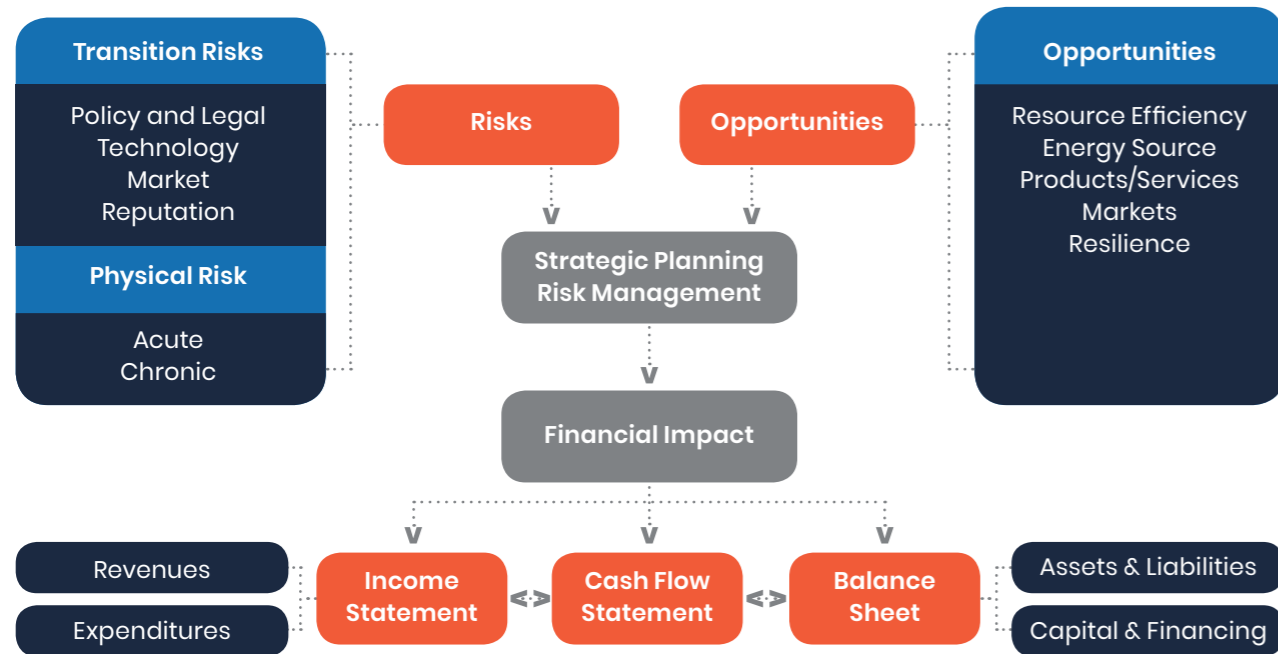 Transition Risks
Policy and Legal
Technology
Market
Reputation
Physical Risk
Acute
Chronic
Risks
Opportunities
Opportunities
Resource Efficiency
Energy Source
Products/Services
Markets
Resilience
Strategic Planning
Risk Management
Financial Impact
Revenues
Expenditures
Income
Statement
Cash Flow
Statement
Balance
Sheet
Assets & Liabilities
Capital & Financing